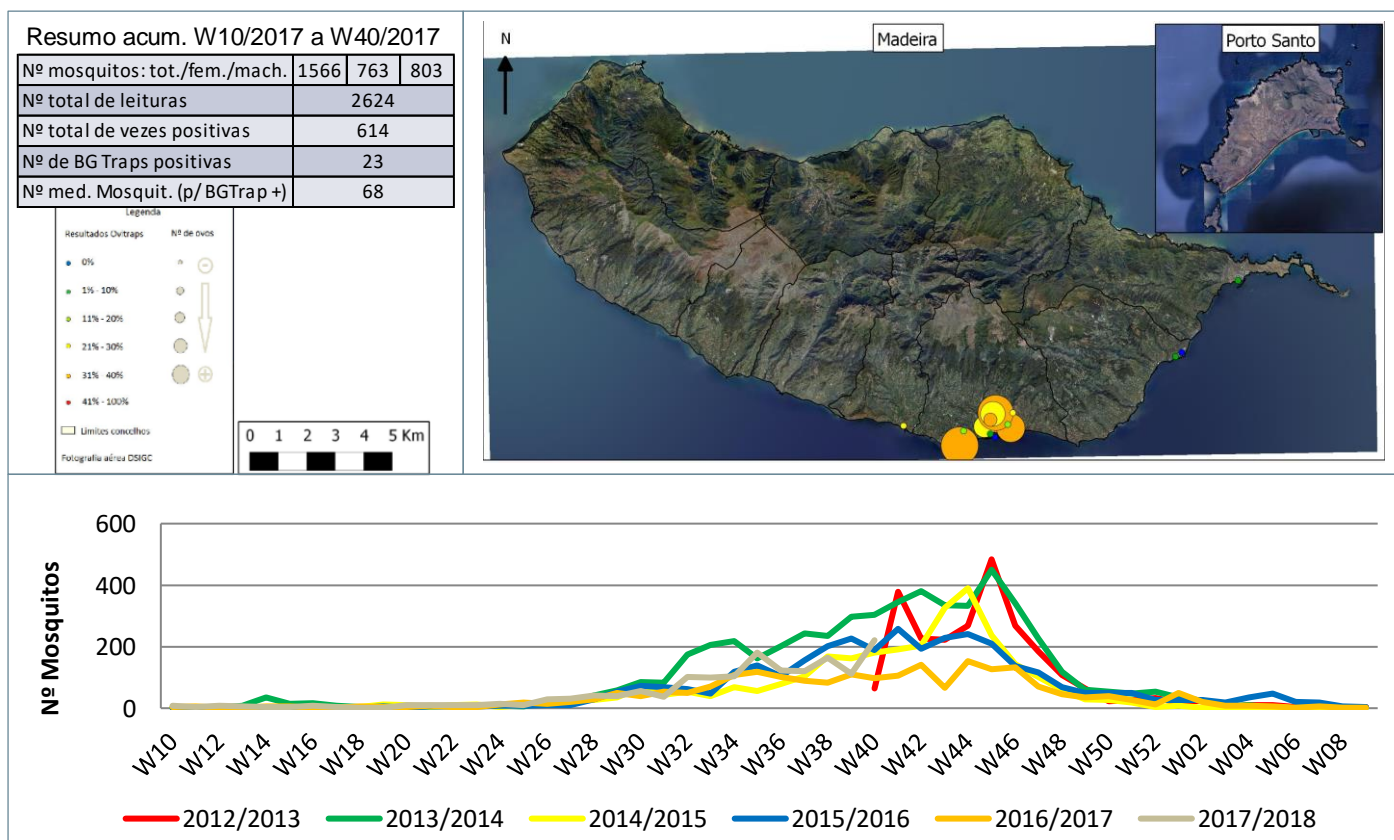 Resumo acum. W10/2017 a W40/2017
Nº mosquitos: tot./fem./mach. 1566 763 803
Nº total de leituras 2624
Nº total de vezes positivas 614
Nº de BG Traps positivas 23
Nº med. Mosquit. (p/ BGTrap +) 68
Legenda
Resultados Ovitraps Nº de ovos
0%
1% - 10%
11% - 20%
21% - 30%
31% - 40%
41% - 100%
Limites concelhos
Fotografia aérea DSIGC
0 1 2 3 4 5 Km
N
Madeira
Porto Santo
Nº Mosquitos
600
400
200
0
W10 W12 W14 W16 W18 W20 W22 W24 W26 W28 W30 W32 W34 W36 W38 W40 W42 W44 W46 W48 W50 W52 W02 W04 W06 W08
2012/2013 2013/2014 2014/2015 2015/2016 2016/2017 2017/2018